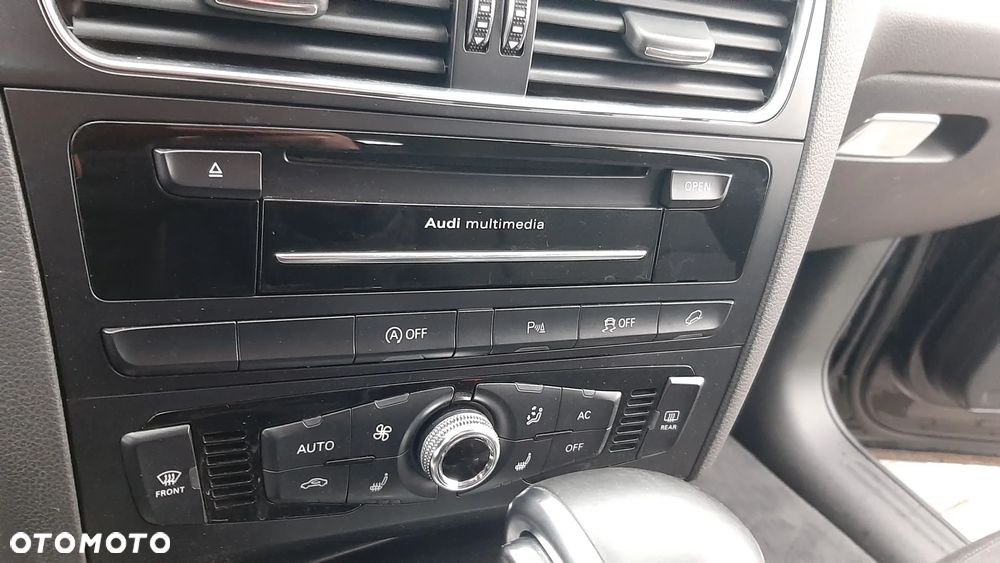 OPEN
Audi multimedia
A OFF
P
OFF
AUTO
AC
OFF
FRONT
REAR
OTOMOTO